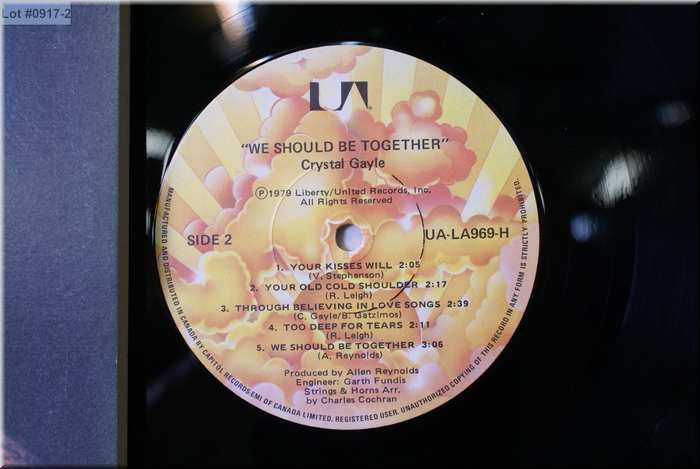 Lot #0917-2
UA
"WE SHOULD BE TOGETHER"
Crystal Gayle
Ⓟ1979 Liberty/United Records, Inc.
All Rights Reserved
SIDE 2
UA-LA969-H
1. YOUR KISSES WILL 2:05
(V. Stephenson)
2. YOUR OLD COLD SHOULDER 2:17
(R. Leigh)
3. THROUGH BELIEVING IN LOVE SONGS 2:39
(C. Gayle/B. Gatzimos)
4. TOO DEEP FOR TEARS 2:11
(R. Leigh)
5. WE SHOULD BE TOGETHER 3:06
(A. Reynolds)
Produced by Allen Reynolds
Engineer: Garth Fundis
Strings & Horns Arr.
by Charles Cochran
MANUFACTURED AND DISTRIBUTED IN CANADA BY CAPITOL RECORDS-EMI OF CANADA LIMITED. REGISTERED USER. UNAUTHORIZED COPYING OF THIS RECORD IN ANY FORM IS STRICTLY PROHIBITED.